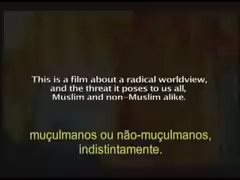 This is a film about a radical worldview,
and the threat it poses to us all,
Muslim and non-Muslim alike.
muçulmanos ou não-muçulmanos,
indistintamente.